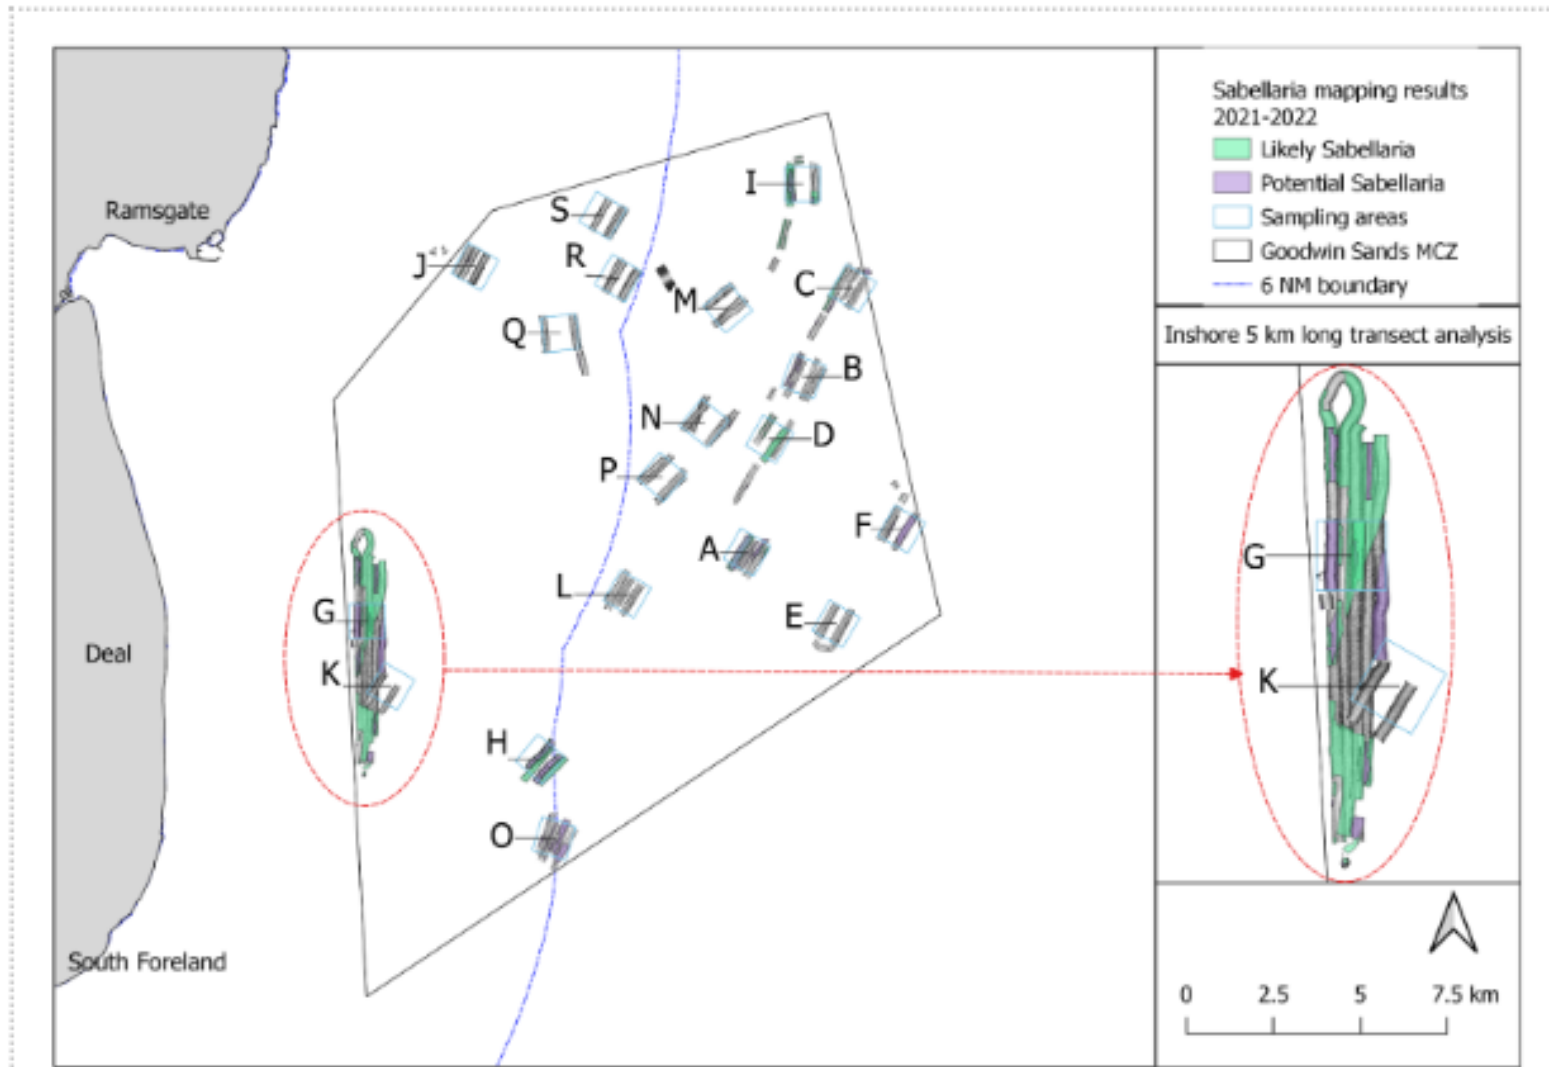 Sabellaria mapping results
2021-2022
Likely Sabellaria
Potential Sabellaria
Sampling areas
Goodwin Sands MCZ
6 NM boundary
Inshore 5 km long transect analysis
Ramsgate
Deal
South Foreland
I
S
J
R
M
C
Q
B
N
D
P
F
A
L
E
G
K
H
O
G
K
0 2.5 5 7.5 km